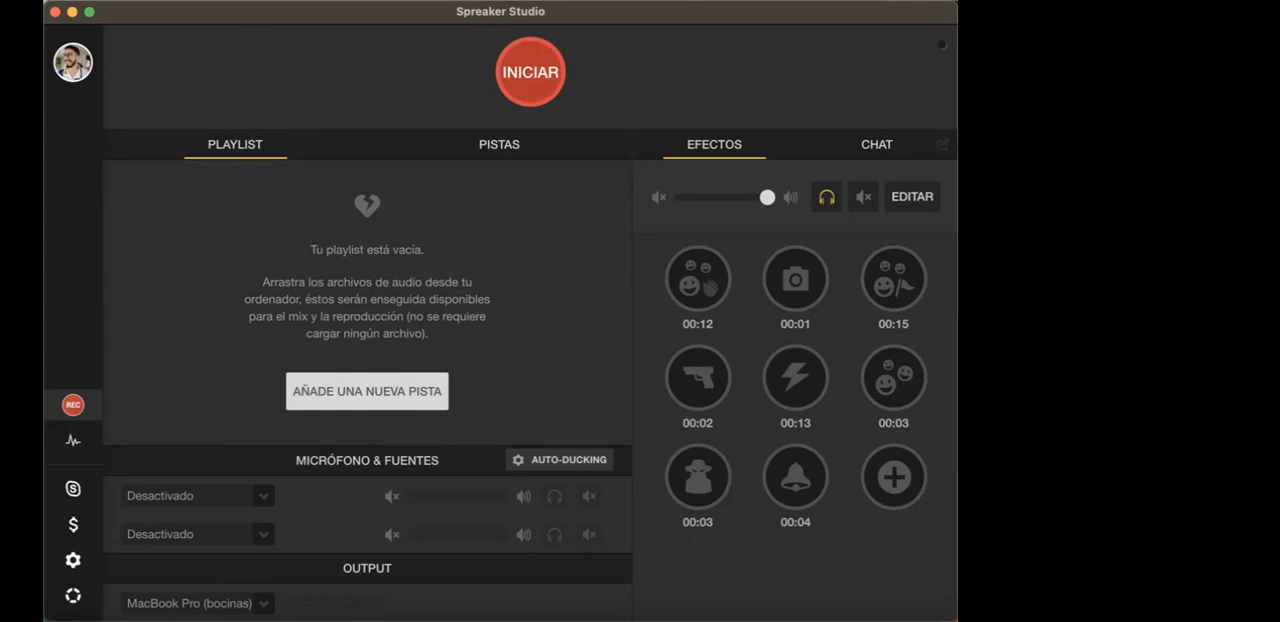 Spreaker Studio
INICIAR
PLAYLIST
PISTAS
EFECTOS
CHAT
EDITAR
Tu playlist está vacía.
Arrastra los archivos de audio desde tu
ordenador, éstos serán enseguida disponibles
para el mix y la reproducción (no se requiere
cargar ningún archivo).
AÑADE UNA NUEVA PISTA
00:12
00:01
00:15
00:02
00:13
00:03
00:03
00:04
REC
MICRÓFONO & FUENTES
AUTO-DUCKING
Desactivado
Desactivado
OUTPUT
MacBook Pro (bocinas)